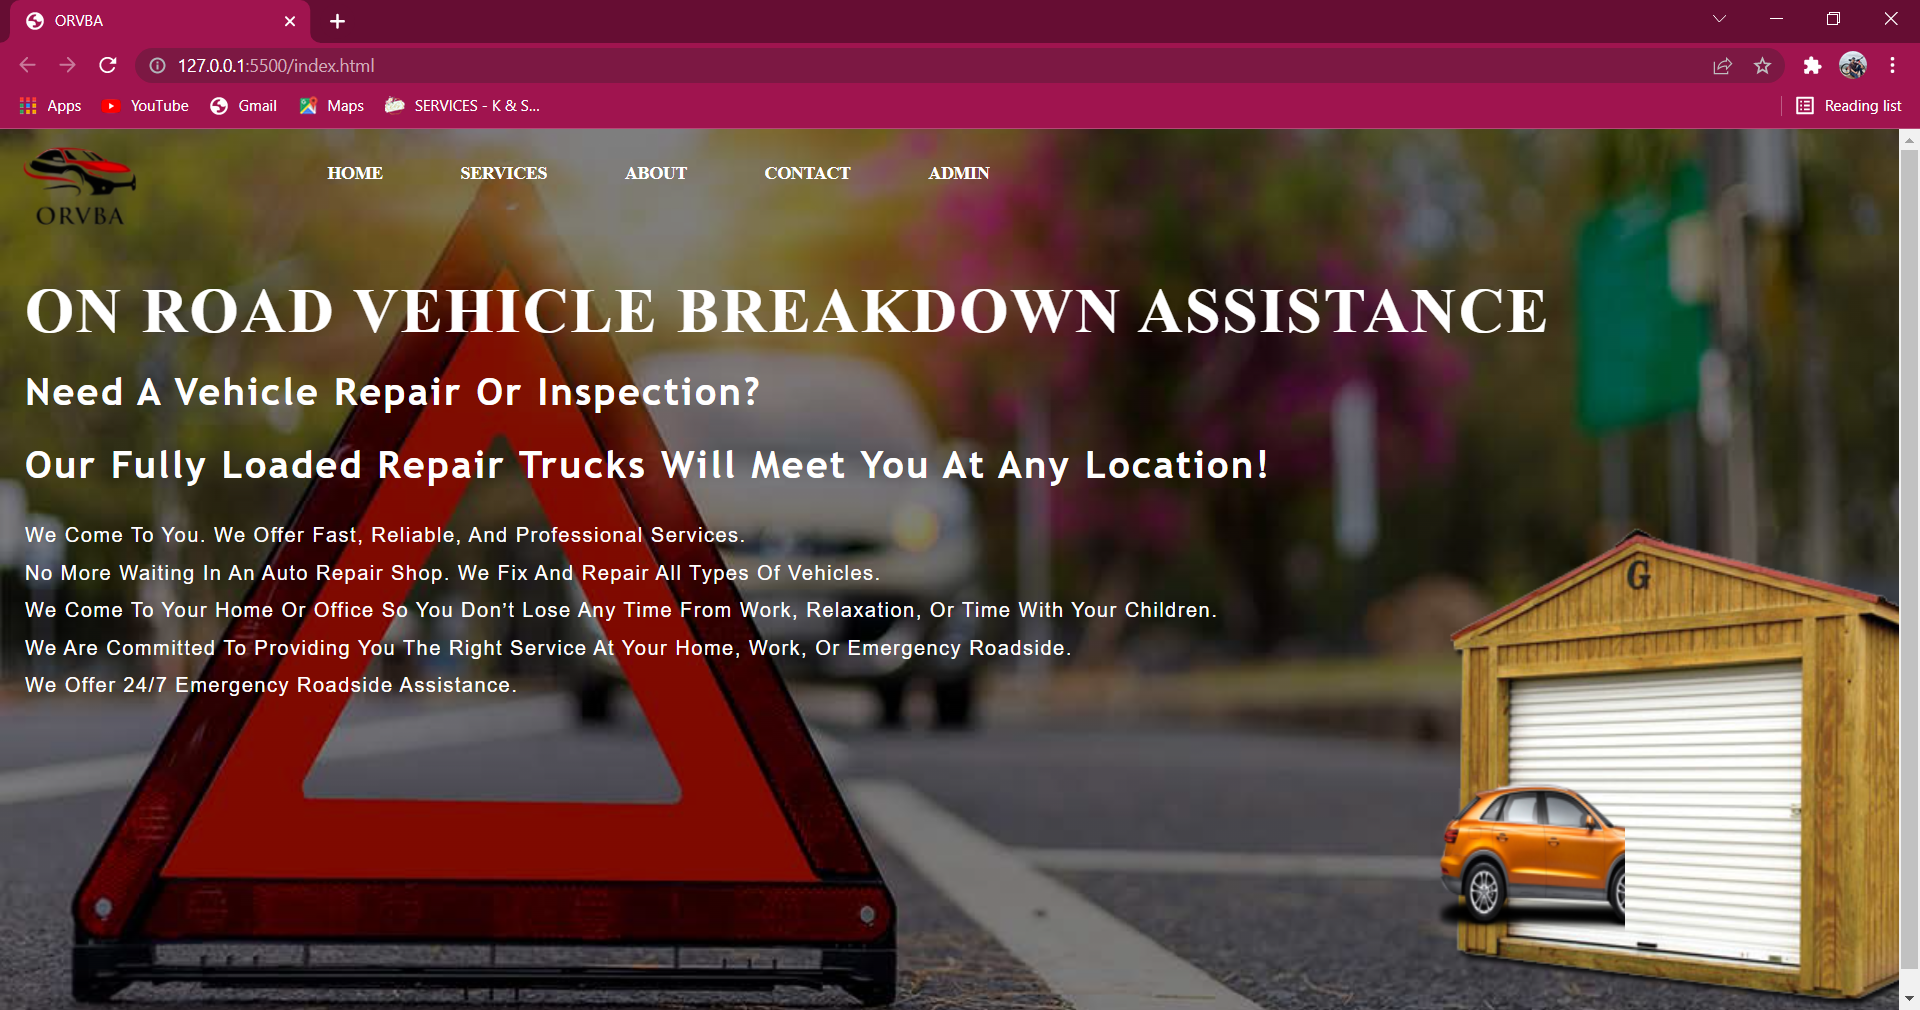 ORVBA
127.0.0.1:5500/index.html
Apps YouTube Gmail Maps SERVICES - K & S... Reading list
ORVBA
HOME SERVICES ABOUT CONTACT ADMIN
ON ROAD VEHICLE BREAKDOWN ASSISTANCE
Need A Vehicle Repair Or Inspection?
Our Fully Loaded Repair Trucks Will Meet You At Any Location!
We Come To You. We Offer Fast, Reliable, And Professional Services.
No More Waiting In An Auto Repair Shop. We Fix And Repair All Types Of Vehicles.
We Come To Your Home Or Office So You Don’t Lose Any Time From Work, Relaxation, Or Time With Your Children.
We Are Committed To Providing You The Right Service At Your Home, Work, Or Emergency Roadside.
We Offer 24/7 Emergency Roadside Assistance.
G